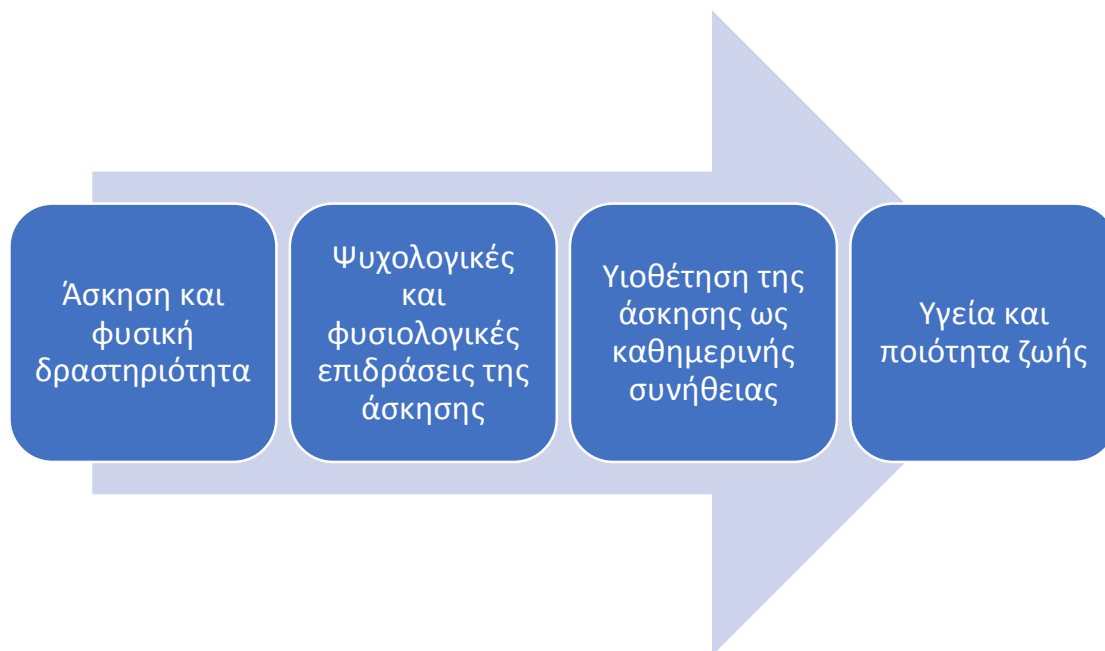 Άσκηση και
φυσική
δραστηριότητα
Ψυχολογικές
και
φυσιολογικές
επιδράσεις της
άσκησης
Υιοθέτηση της
άσκησης ως
καθημερινής
συνήθειας
Υγεία και
ποιότητα ζωής